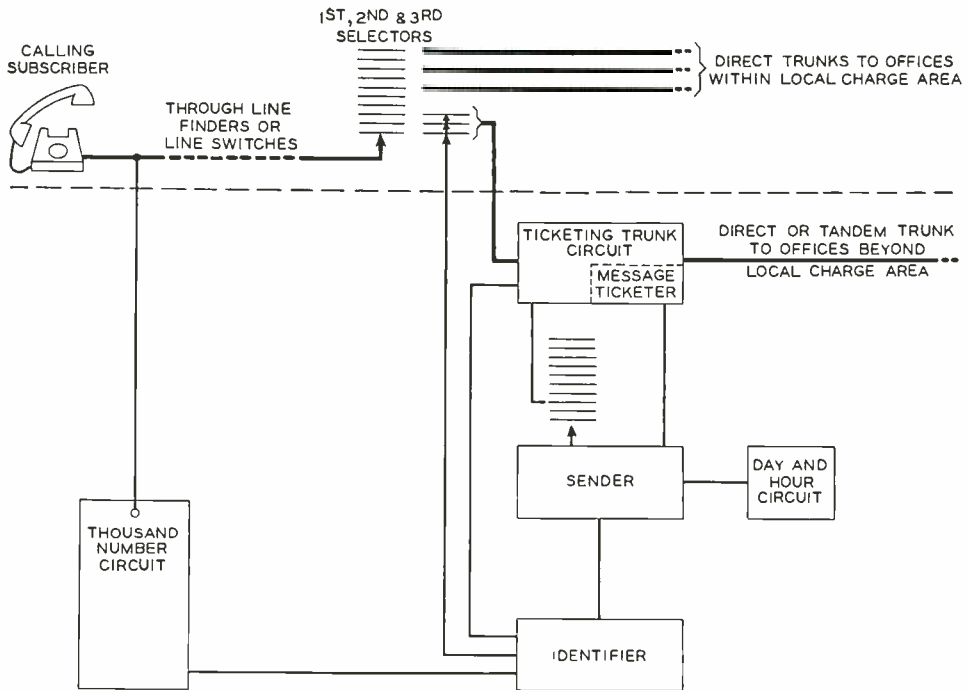 1ST, 2ND & 3RD
SELECTORS
CALLING
SUBSCRIBER
THROUGH LINE
FINDERS OR
LINE SWITCHES
DIRECT TRUNKS TO OFFICES
WITHIN LOCAL CHARGE AREA
TICKETING TRUNK
CIRCUIT
MESSAGE
TICKETER
DIRECT OR TANDEM TRUNK
TO OFFICES BEYOND
LOCAL CHARGE AREA
SENDER
DAY AND
HOUR
CIRCUIT
THOUSAND
NUMBER
CIRCUIT
IDENTIFIER